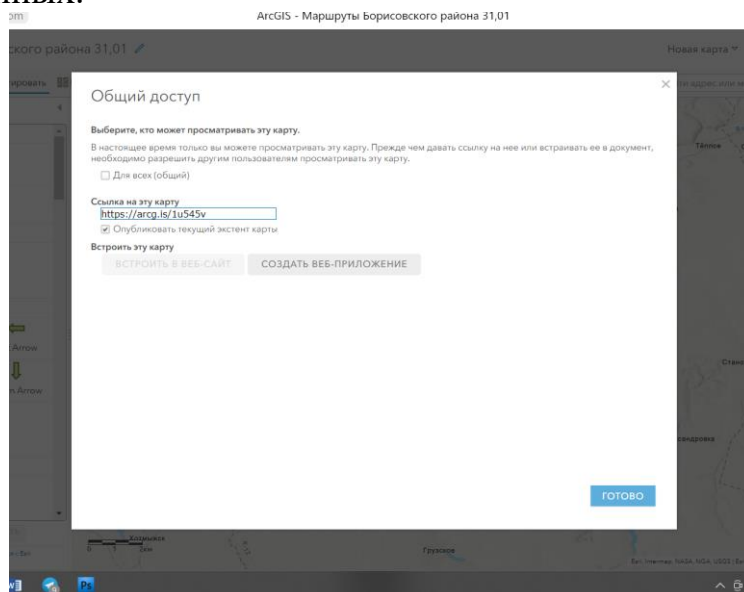 ArcGIS - Маршруты Борисовского района 31,01
ского района 31,01
Новая карта
Общий доступ
Выберите, кто может просматривать эту карту.
В настоящее время только вы можете просматривать эту карту. Прежде чем давать ссылку на нее или встраивать ее в документ,
необходимо разрешить другим пользователям просматривать эту карту.
Для всех (общий)
Ссылка на эту карту
https://arcg.is/1u545v
Опубликовать текущий экстент карты
Встроить эту карту
ВСТРОИТЬ В ВЕБ-САЙТ
СОЗДАТЬ ВЕБ-ПРИЛОЖЕНИЕ
Arrow
Arrow
ГОТОВО
Грузское
Ps